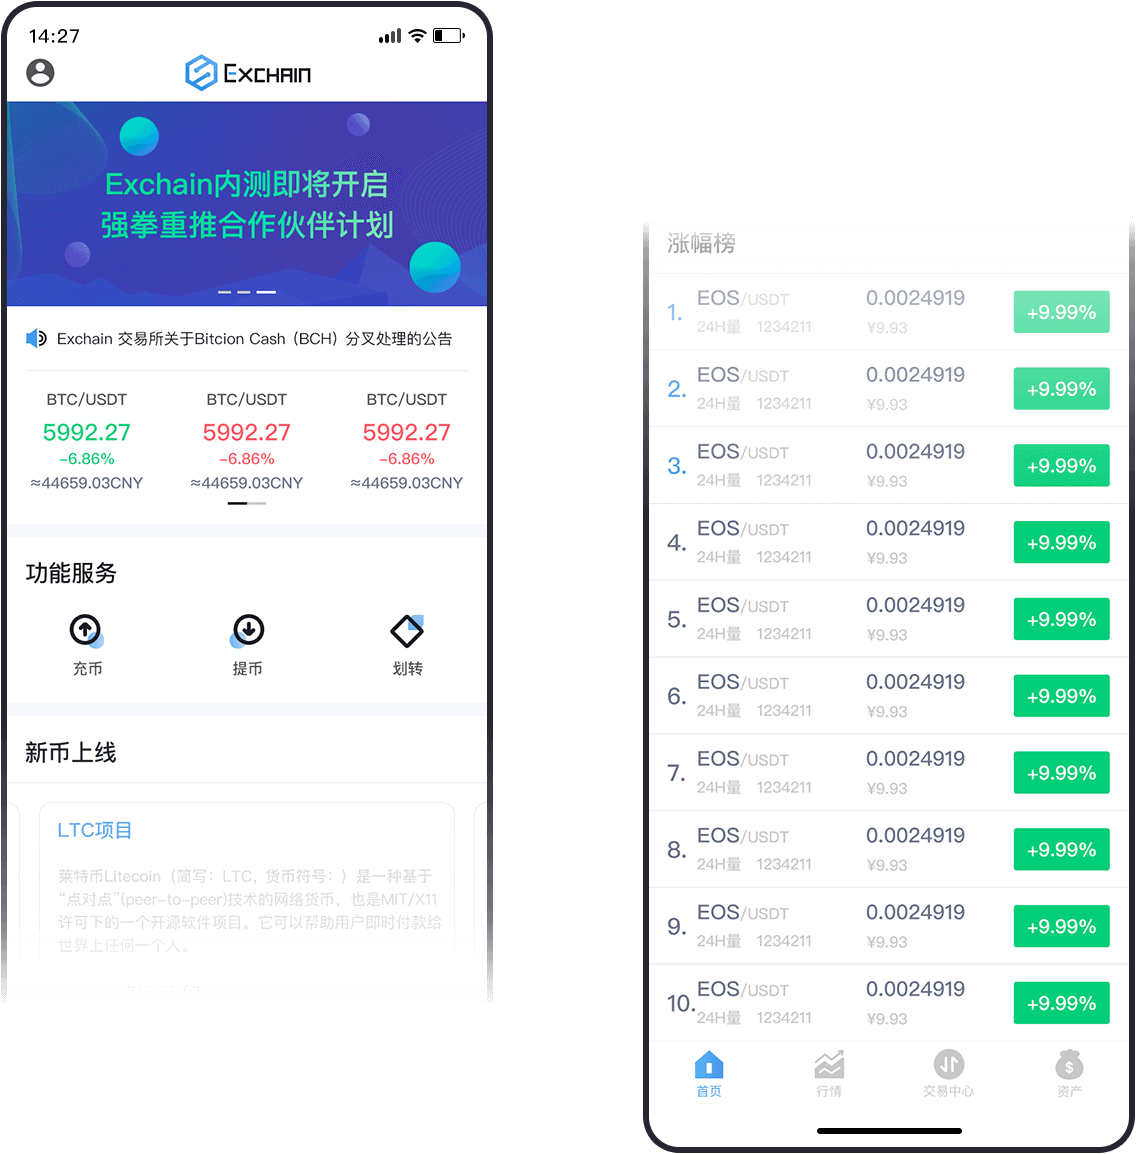 14:27
EXCHAIN
Exchain内测即将开启
强拳重推合作伙伴计划
Exchain 交易所关于Bitcion Cash（BCH）分叉处理的公告
BTC/USDT BTC/USDT BTC/USDT
5992.27 5992.27 5992.27
-6.86% -6.86% -6.86%
≈44659.03CNY ≈44659.03CNY ≈44659.03CNY
功能服务
充币 提币 划转
新币上线
LTC项目
莱特币Litecoin（简写：LTC，货币符号：）是一种基于
“点对点”(peer-to-peer)技术的网络货币，也是MIT/X11
许可下的一个开源软件项目。它可以帮助用户即时付款给
世界上任何一个人。
涨幅榜
1. EOS/USDT 0.0024919 +9.99%
24H量 1234211 ¥9.93
2. EOS/USDT 0.0024919 +9.99%
24H量 1234211 ¥9.93
3. EOS/USDT 0.0024919 +9.99%
24H量 1234211 ¥9.93
4. EOS/USDT 0.0024919 +9.99%
24H量 1234211 ¥9.93
5. EOS/USDT 0.0024919 +9.99%
24H量 1234211 ¥9.93
6. EOS/USDT 0.0024919 +9.99%
24H量 1234211 ¥9.93
7. EOS/USDT 0.0024919 +9.99%
24H量 1234211 ¥9.93
8. EOS/USDT 0.0024919 +9.99%
24H量 1234211 ¥9.93
9. EOS/USDT 0.0024919 +9.99%
24H量 1234211 ¥9.93
10. EOS/USDT 0.0024919 +9.99%
24H量 1234211 ¥9.93
首页 行情 交易中心 资产